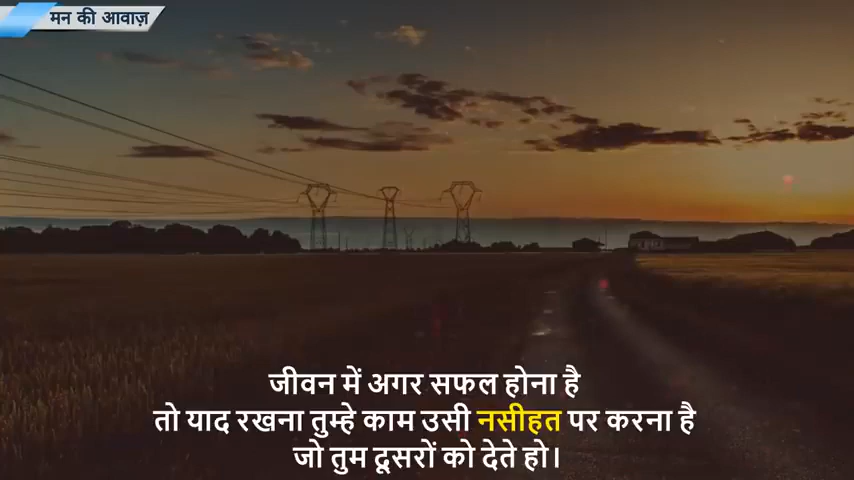 मन की आवाज़
जीवन में अगर सफल होना है
तो याद रखना तुम्हे काम उसी नसीहत पर करना है
जो तुम दूसरों को देते हो।